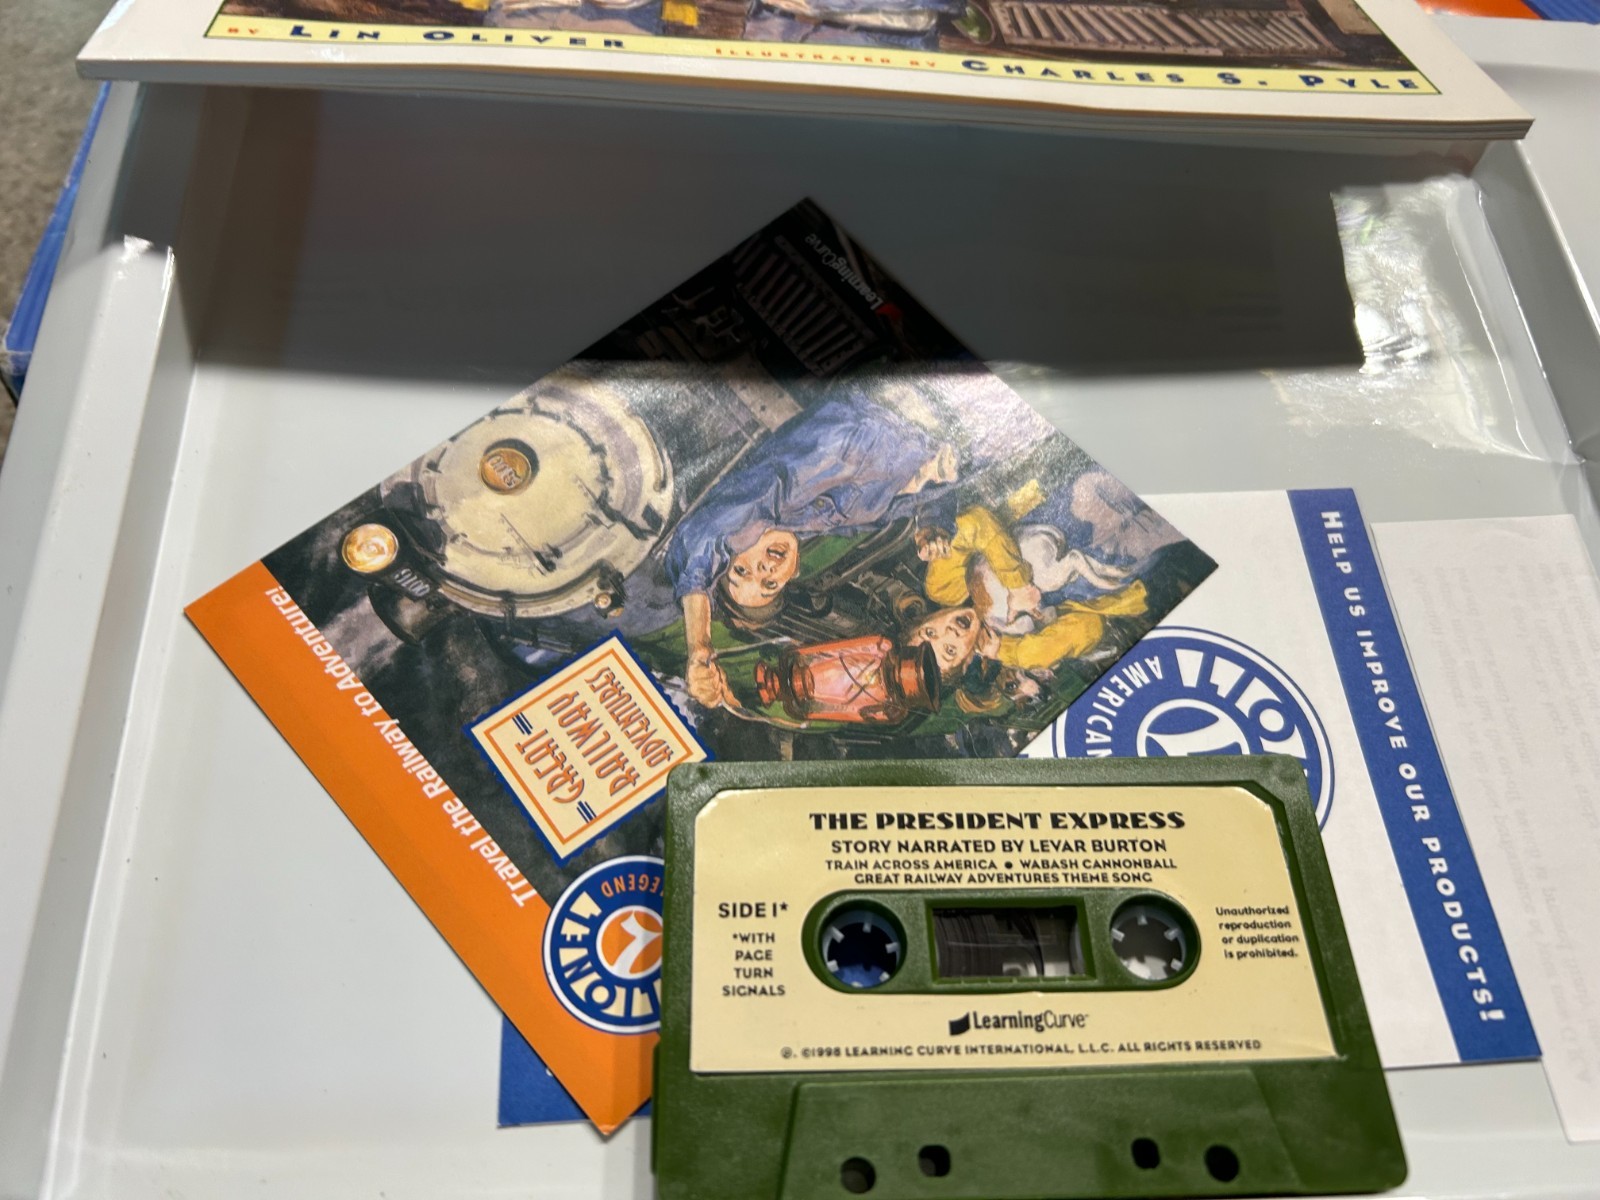 BY LIN OLIVER ILLUSTRATED BY CHARLES S. PYLE
LearningCurve
Travel the Railway to Adventure!
GREAT
RAILWAY
ADVENTURES
LIONEL
LEGEND
LION
AMERICAN
HELP US IMPROVE OUR PRODUCTS!
THE PRESIDENT EXPRESS
STORY NARRATED BY LEVAR BURTON
TRAIN ACROSS AMERICA ● WABASH CANNONBALL
GREAT RAILWAY ADVENTURES THEME SONG
SIDE 1*
*WITH
PAGE
TURN
SIGNALS
Unauthorized
reproduction
or duplication
is prohibited.
LearningCurve™
℗. ©1998 LEARNING CURVE INTERNATIONAL, L.L.C. ALL RIGHTS RESERVED